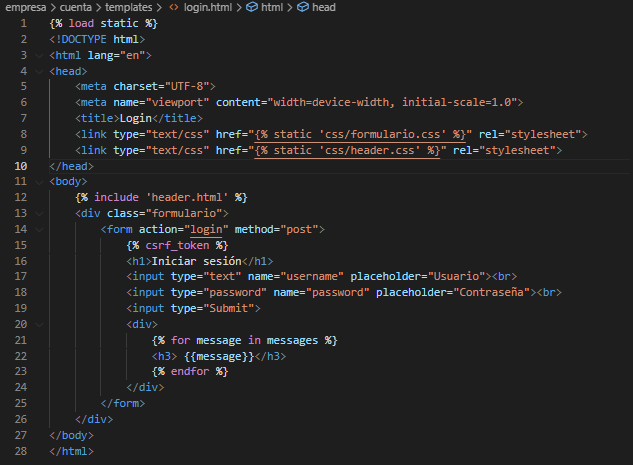 empresa > cuenta > templates > <> login.html > html > head
1 {% load static %}
2 <!DOCTYPE html>
3 <html lang="en">
4 <head>
5 <meta charset="UTF-8">
6 <meta name="viewport" content="width=device-width, initial-scale=1.0">
7 <title>Login</title>
8 <link type="text/css" href="{% static 'css/formulario.css' %}" rel="stylesheet">
9 <link type="text/css" href="{% static 'css/header.css' %}" rel="stylesheet">
10 </head>
11 <body>
12 {% include 'header.html' %}
13 <div class="formulario">
14 <form action="login" method="post">
15 {% csrf_token %}
16 <h1>Iniciar sesión</h1>
17 <input type="text" name="username" placeholder="Usuario"><br>
18 <input type="password" name="password" placeholder="Contraseña"><br>
19 <input type="Submit">
20 <div>
21 {% for message in messages %}
22 <h3> {{message}}</h3>
23 {% endfor %}
24 </div>
25 </form>
26 </div>
27 </body>
28 </html>